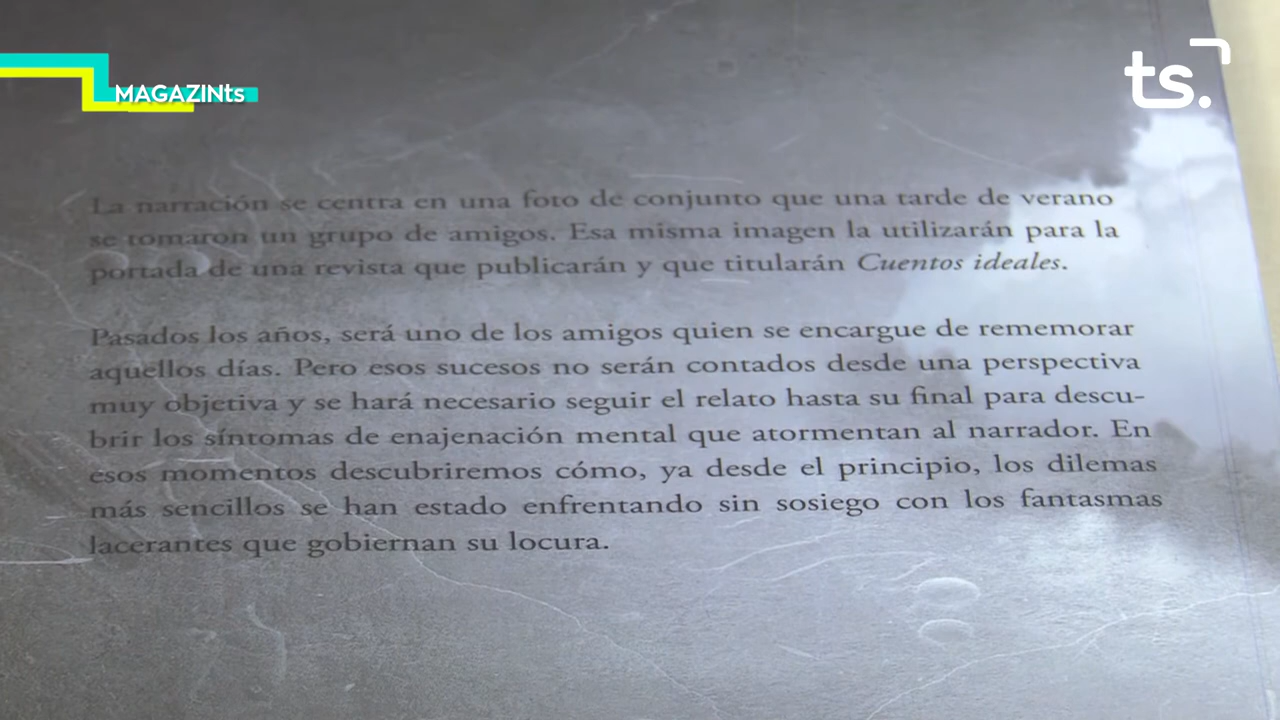 MAGAZINts
ts.
La narración se centra en una foto de conjunto que una tarde de verano
se tomaron un grupo de amigos. Esa misma imagen la utilizarán para la
portada de una revista que publicarán y que titularán Cuentos ideales.
Pasados los años, será uno de los amigos quien se encargue de rememorar
aquellos días. Pero esos sucesos no serán contados desde una perspectiva
muy objetiva y se hará necesario seguir el relato hasta su final para descu-
brir los síntomas de enajenación mental que atormentan al narrador. En
esos momentos descubriremos cómo, ya desde el principio, los dilemas
más sencillos se han estado enfrentando sin sosiego con los fantasmas
lacerantes que gobiernan su locura.